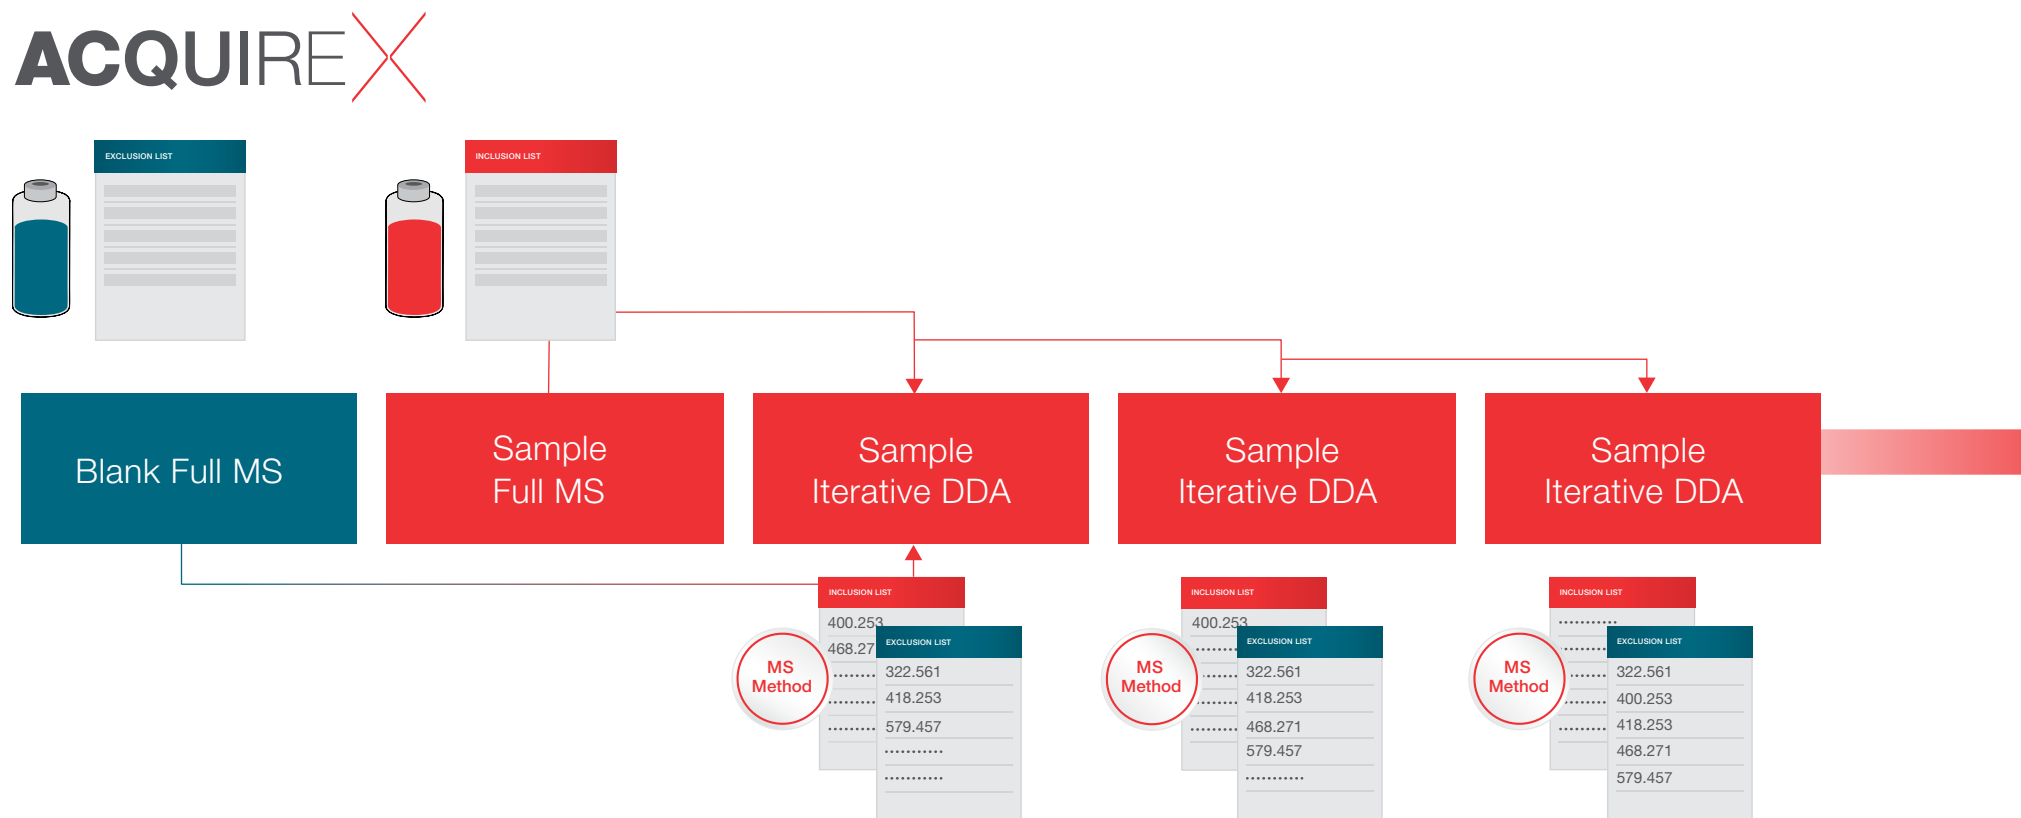 ACQUIREX
EXCLUSION LIST
INCLUSION LIST
Blank Full MS
Sample
Full MS
Sample
Iterative DDA
Sample
Iterative DDA
Sample
Iterative DDA
INCLUSION LIST
400.253
468.27
MS
Method
EXCLUSION LIST
322.561
418.253
579.457
INCLUSION LIST
400.253
MS
Method
EXCLUSION LIST
322.561
418.253
468.271
579.457
INCLUSION LIST
MS
Method
EXCLUSION LIST
322.561
400.253
418.253
468.271
579.457